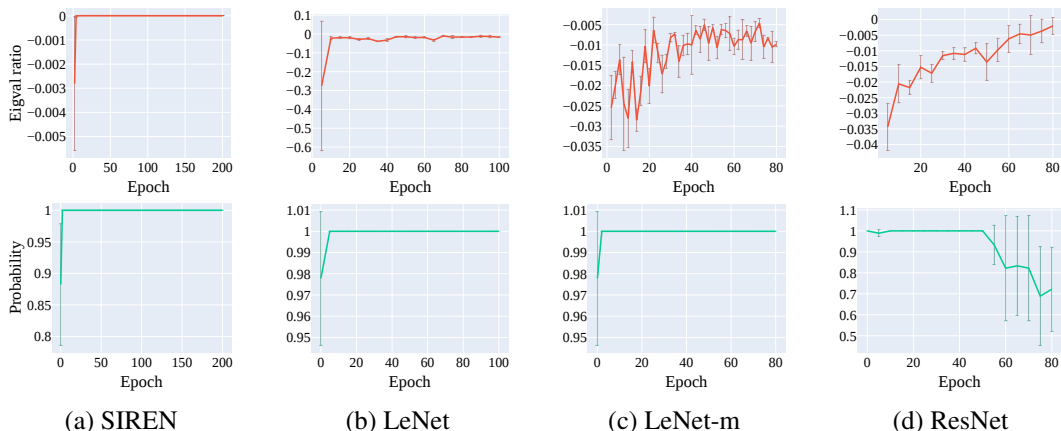 Eigval ratio
0
−0.001
−0.002
−0.003
−0.004
−0.005
0 50 100 150 200
Epoch
0.1
0
−0.1
−0.2
−0.3
−0.4
−0.5
−0.6
0 20 40 60 80 100
Epoch
−0.005
−0.01
−0.015
−0.02
−0.025
−0.03
−0.035
0 20 40 60 80
Epoch
0
−0.005
−0.01
−0.015
−0.02
−0.025
−0.03
−0.035
−0.04
20 40 60 80
Epoch
Probability
1
0.95
0.9
0.85
0.8
0 50 100 150 200
Epoch
1.01
1
0.99
0.98
0.97
0.96
0.95
0 20 40 60 80 100
Epoch
1.01
1
0.99
0.98
0.97
0.96
0.95
0 20 40 60 80
Epoch
1.1
1
0.9
0.8
0.7
0.6
0.5
0 20 40 60 80
Epoch
(a) SIREN
(b) LeNet
(c) LeNet-m
(d) ResNet